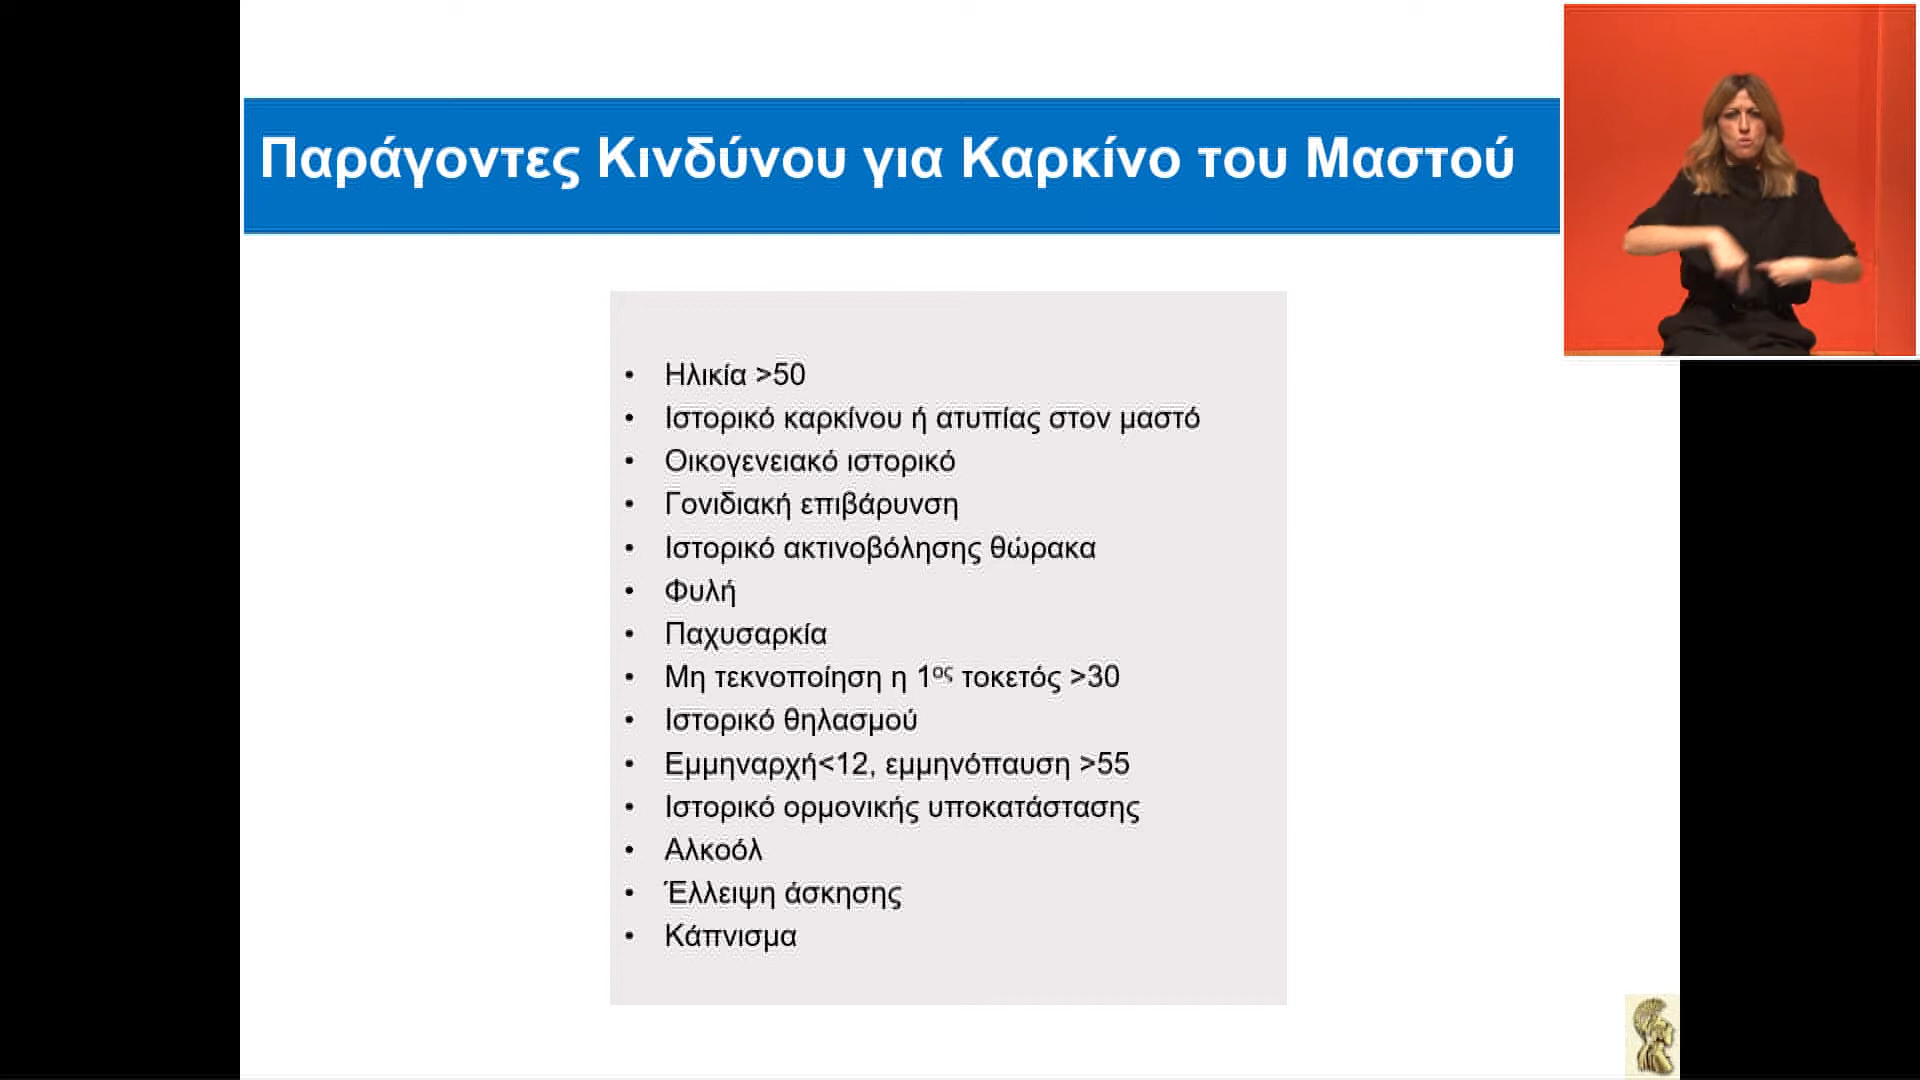 Παράγοντες Κινδύνου για Καρκίνο του Μαστού
• Ηλικία >50
• Ιστορικό καρκίνου ή ατυπίας στον μαστό
• Οικογενειακό ιστορικό
• Γονιδιακή επιβάρυνση
• Ιστορικό ακτινοβόλησης θώρακα
• Φυλή
• Παχυσαρκία
• Μη τεκνοποίηση η 1ος τοκετός >30
• Ιστορικό θηλασμού
• Εμμηναρχή<12, εμμηνόπαυση >55
• Ιστορικό ορμονικής υποκατάστασης
• Αλκοόλ
• Έλλειψη άσκησης
• Κάπνισμα